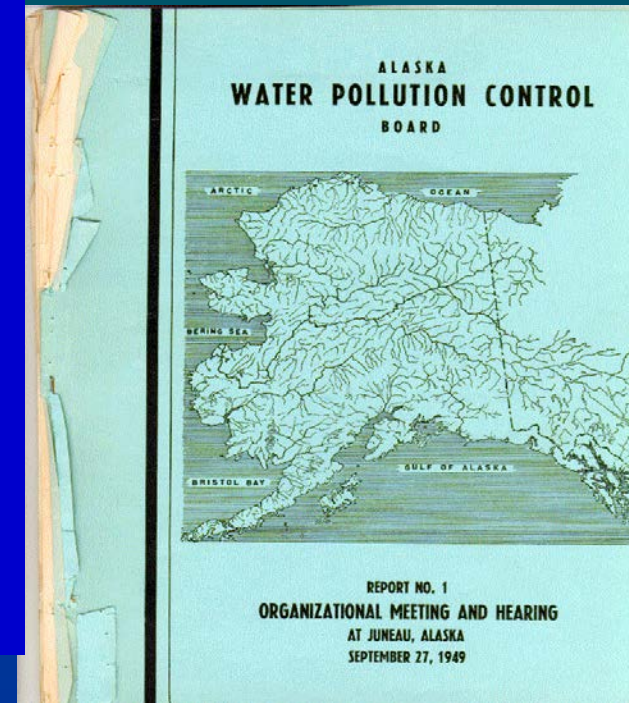 ALASKA
WATER POLLUTION CONTROL
BOARD
ARCTIC OCEAN
BERING SEA
GULF OF ALASKA
BRISTOL BAY
REPORT NO. 1
ORGANIZATIONAL MEETING AND HEARING
AT JUNEAU, ALASKA
SEPTEMBER 27, 1949